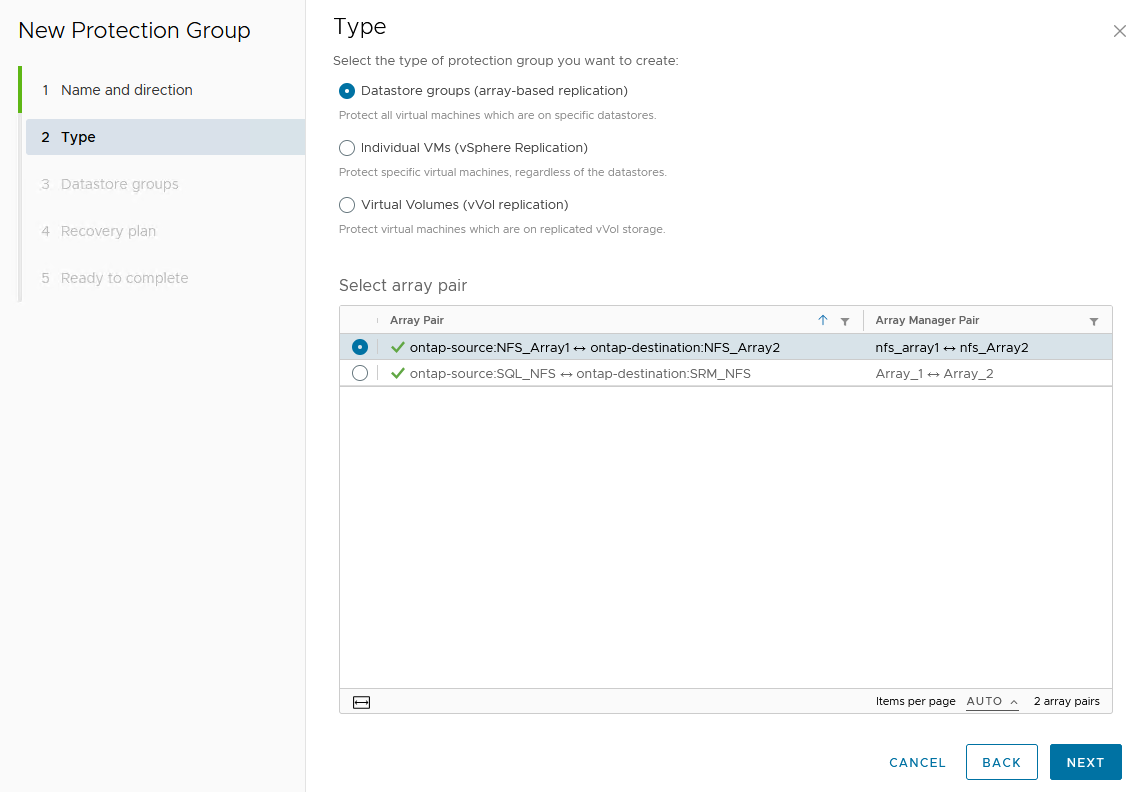 New Protection Group
1 Name and direction
2 Type
3 Datastore groups
4 Recovery plan
5 Ready to complete
Type
Select the type of protection group you want to create:
Datastore groups (array-based replication)
Protect all virtual machines which are on specific datastores.
Individual VMs (vSphere Replication)
Protect specific virtual machines, regardless of the datastores.
Virtual Volumes (vVol replication)
Protect virtual machines which are on replicated vVol storage.
Select array pair
Array Pair Array Manager Pair
ontap-source:NFS_Array1 ↔ ontap-destination:NFS_Array2 nfs_array1 ↔ nfs_Array2
ontap-source:SQL_NFS ↔ ontap-destination:SRM_NFS Array_1 ↔ Array_2
Items per page AUTO 2 array pairs
CANCEL BACK NEXT